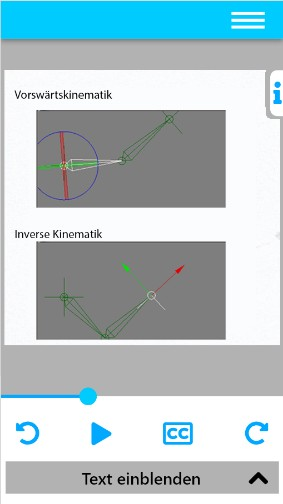 Vorswärtskinematik
i
Inverse Kinematik
CC
Text einblenden